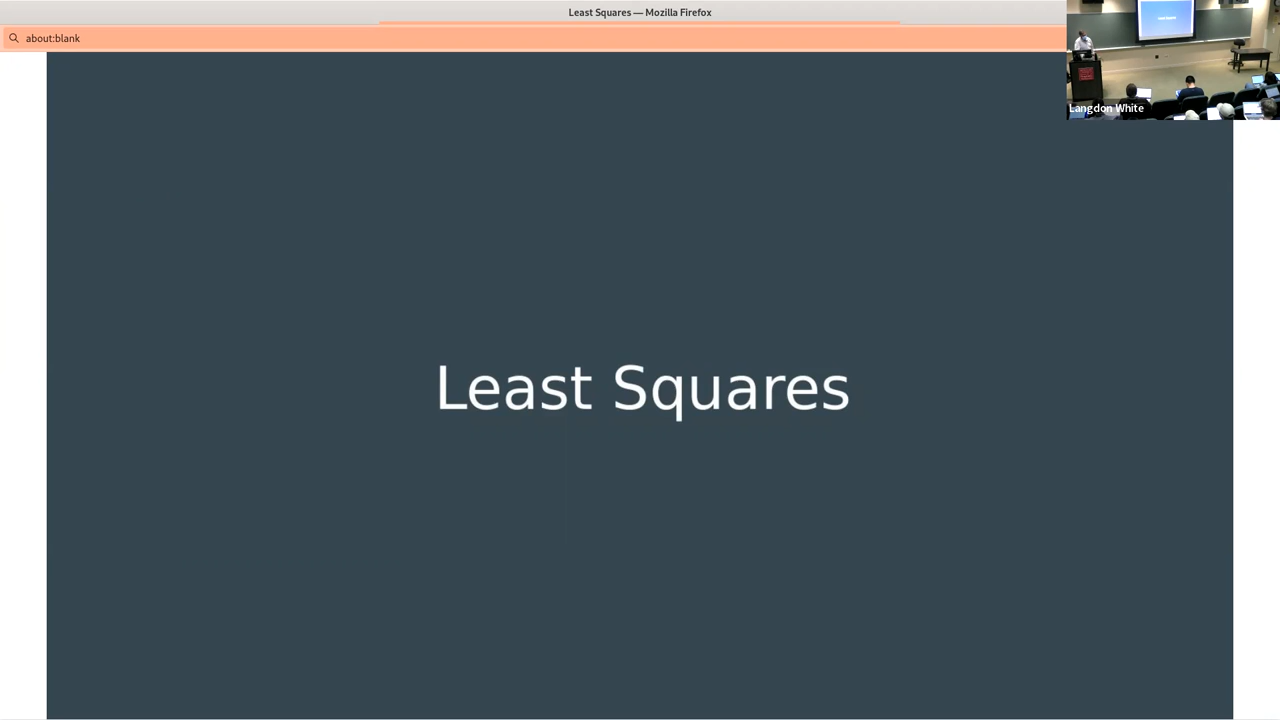 Least Squares — Mozilla Firefox
about:blank
Langdon White
Least Squares